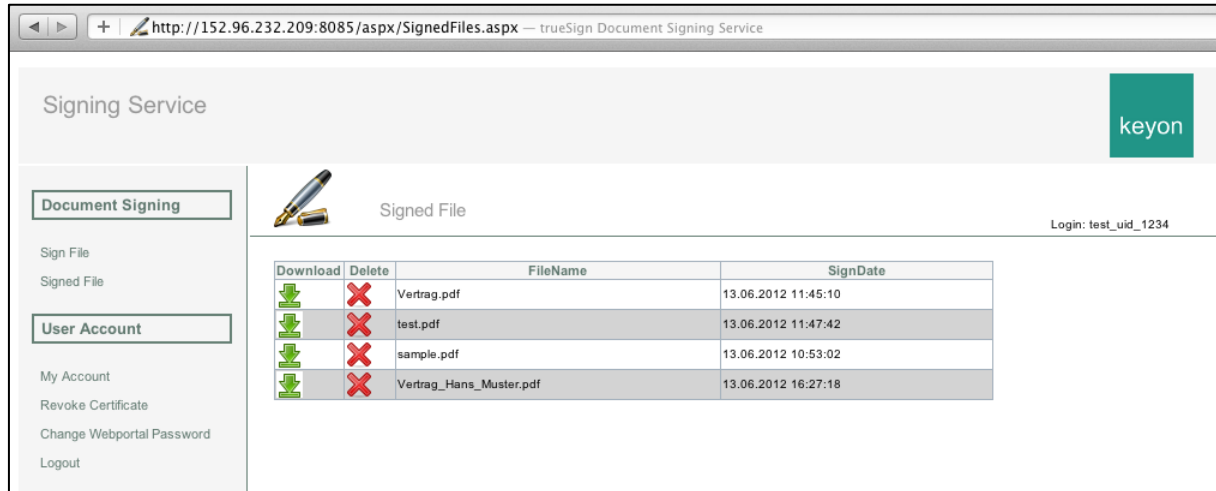 http://152.96.232.209:8085/aspx/SignedFiles.aspx — trueSign Document Signing Service
Signing Service
keyon
Document Signing
Sign File
Signed File
User Account
My Account
Revoke Certificate
Change Webportal Password
Logout
Signed File
Login: test_uid_1234
Download Delete FileName SignDate
Vertrag.pdf 13.06.2012 11:45:10
test.pdf 13.06.2012 11:47:42
sample.pdf 13.06.2012 10:53:02
Vertrag_Hans_Muster.pdf 13.06.2012 16:27:18